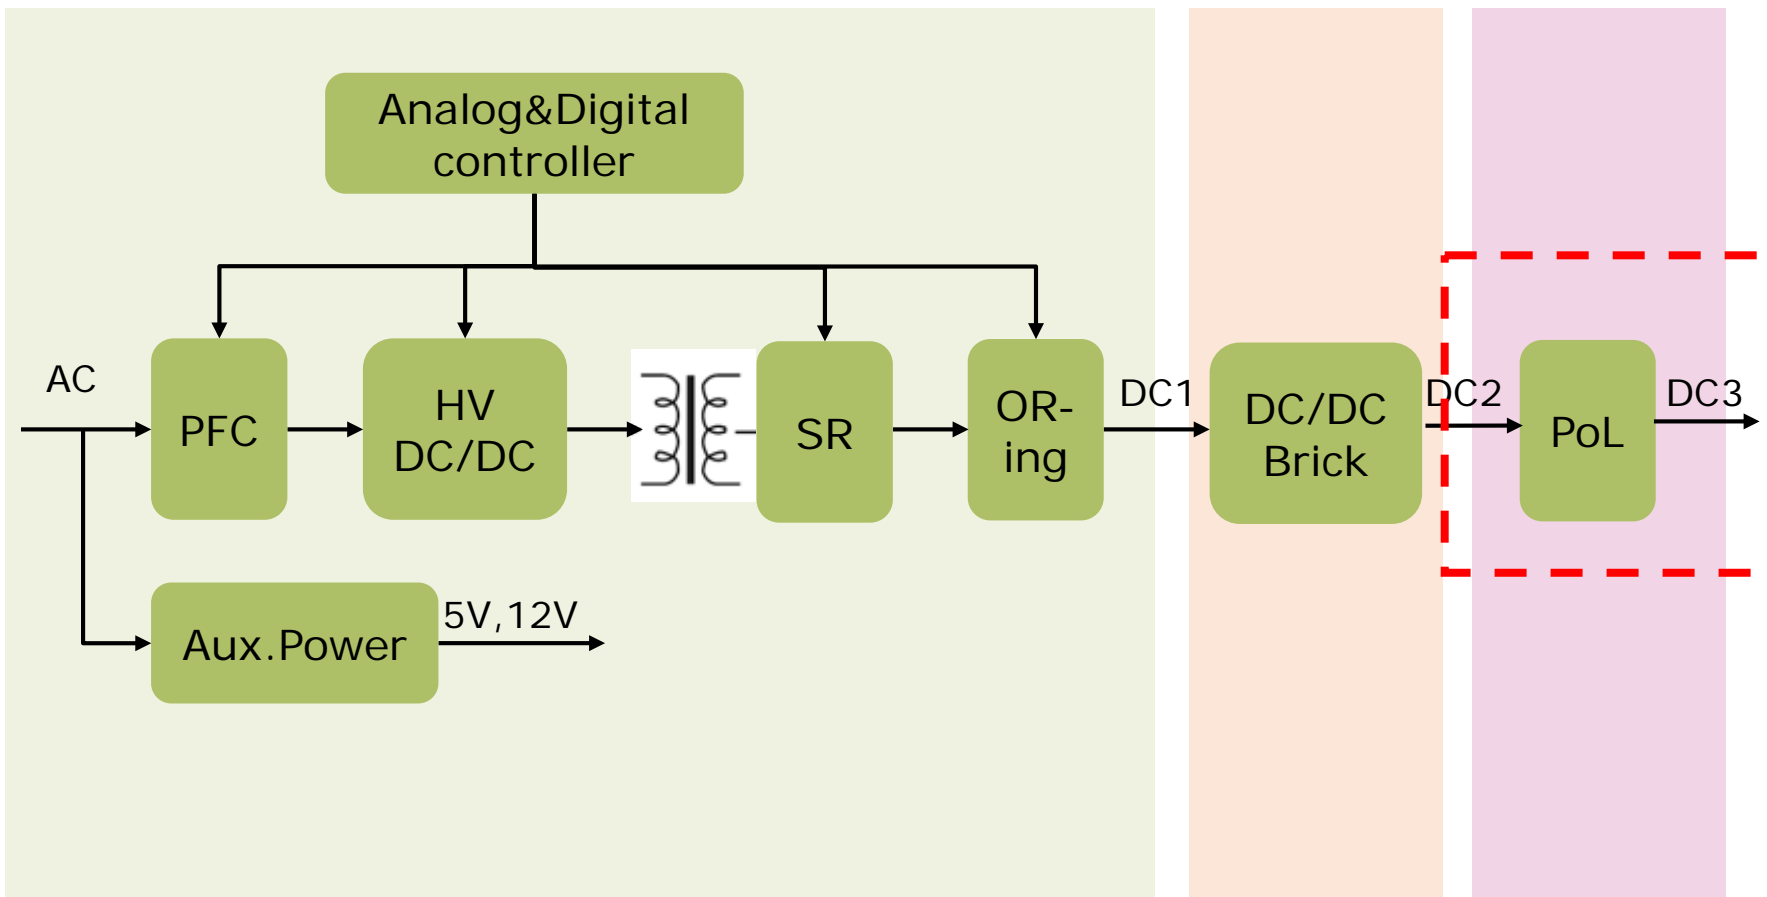 Analog&Digital
controller
AC
PFC
HV
DC/DC
SR
OR-
ing
DC1
DC/DC
Brick
DC2
PoL
DC3
Aux.Power
5V,12V